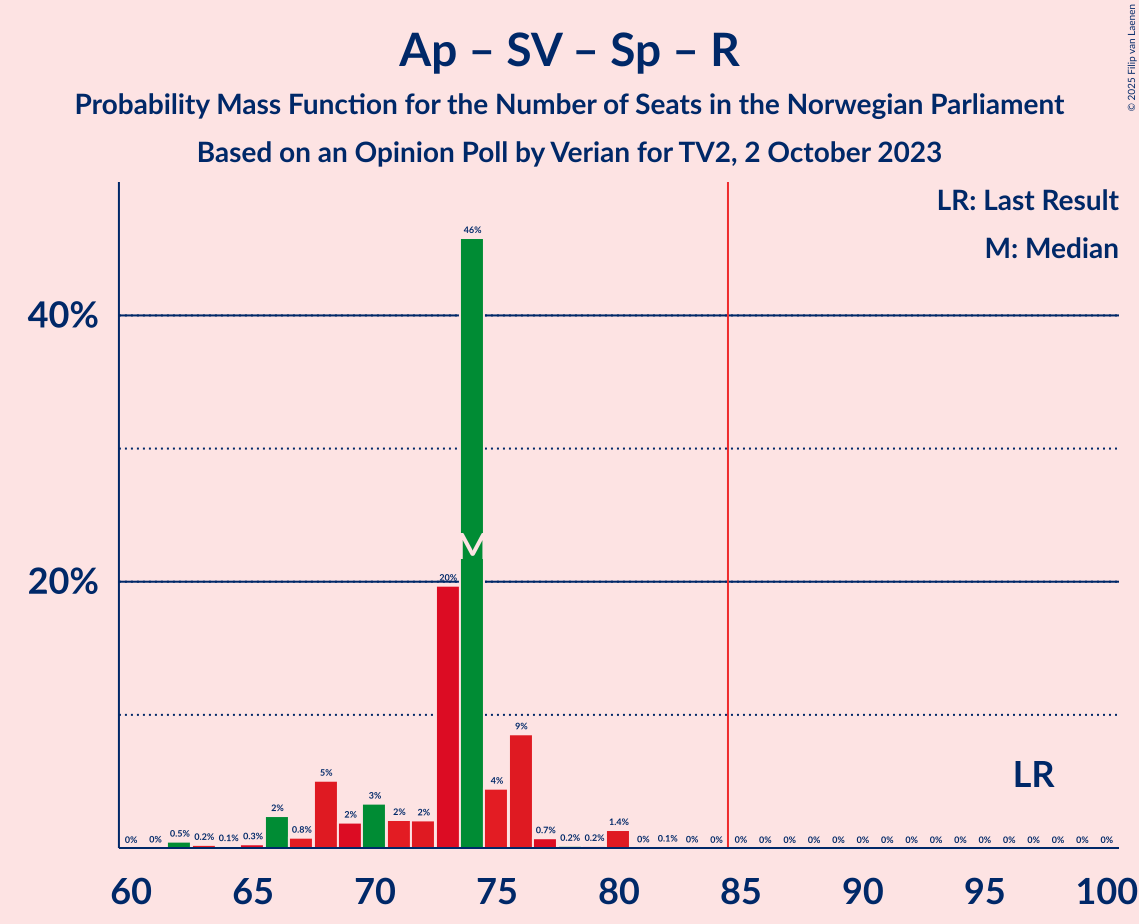 Ap – SV – Sp – R
Probability Mass Function for the Number of Seats in the Norwegian Parliament
Based on an Opinion Poll by Verian for TV2, 2 October 2023
© 2025 Filip van Laenen
LR: Last Result
M: Median
46%
40%
M
20%
20%
9%
LR
5%
4%
3%
2% 2% 2% 2%
0% 0% 0.5% 0.2% 0.1% 0.3% 0.8% 0.7% 0.2% 0.2% 1.4% 0% 0.1% 0% 0% 0% 0% 0% 0% 0% 0% 0% 0% 0% 0% 0% 0% 0% 0% 0% 0%
60 65 70 75 80 85 90 95 100